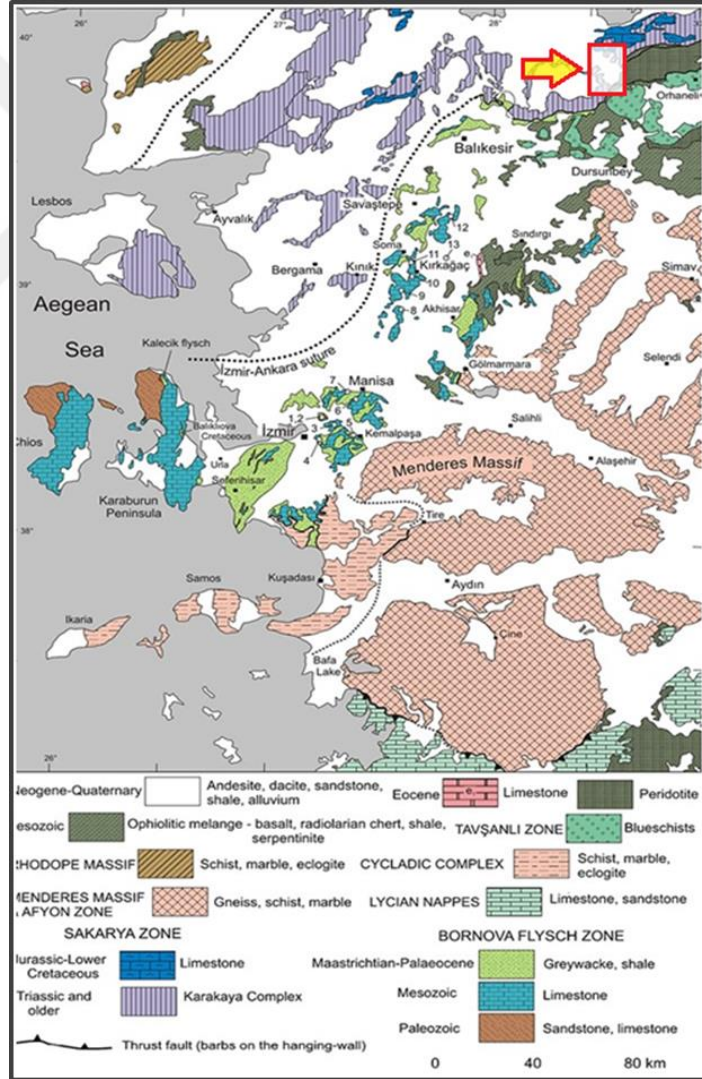 40°
26°
27°
28
40
Orhaneli
Balıkesir
Dursunbey
Lesbos
Ayvalık
Savaştepe
12
Soma
11
13
Sındırgı
e
Bergama
Kınık
Kırkağaç
10
39°
9
8
Simav
39
Aegean
Sea
Akhisar
Kalecik flysch
İzmir-Ankara suture
Gölmarmara
Selendi
7
Manisa
1,2
6
Salihli
Balıklıova
Cretaceous
3
5
İzmir
4
Kemalpaşa
Chios
Urla
Menderes Massif
Alaşehir
Karaburun
Peninsula
Seferihisar
38°
Tire
38
Samos
Kuşadası
Aydın
Ikaria
Çine
Bafa
Lake
26°
27
28
Neogene-Quaternary Andesite, dacite, sandstone, shale, alluvium
Eocene e Limestone Peridotite
esozoic Ophiolitic melange - basalt, radiolarian chert, shale, serpentinite
TAVŞANLI ZONE Blueschists
RHODOPE MASSIF Schist, marble, eclogite
CYCLADIC COMPLEX Schist, marble, eclogite
MENDERES MASSIF
AFYON ZONE Gneiss, schist, marble
LYCIAN NAPPES Limestone, sandstone
SAKARYA ZONE
BORNOVA FLYSCH ZONE
Jurassic-Lower
Cretaceous Limestone
Maastrichtian-Palaeocene Greywacke, shale
Triassic and
older Karakaya Complex
Mesozoic Limestone
Paleozoic Sandstone, limestone
Thrust fault (barbs on the hanging-wall)
0 40 80 km